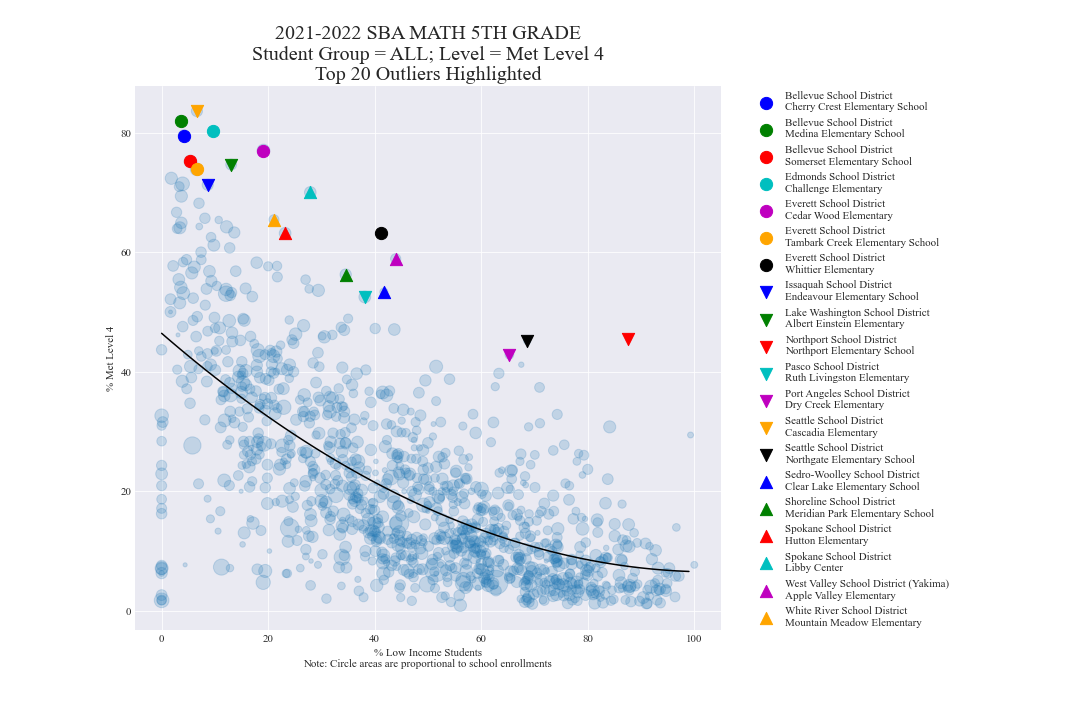 2021-2022 SBA MATH 5TH GRADE
Student Group = ALL; Level = Met Level 4
Top 20 Outliers Highlighted
% Met Level 4
80
60
40
20
0
0 20 40 60 80 100
% Low Income Students
Note: Circle areas are proportional to school enrollments
Bellevue School District
Cherry Crest Elementary School
Bellevue School District
Medina Elementary School
Bellevue School District
Somerset Elementary School
Edmonds School District
Challenge Elementary
Everett School District
Cedar Wood Elementary
Everett School District
Tambark Creek Elementary School
Everett School District
Whittier Elementary
Issaquah School District
Endeavour Elementary School
Lake Washington School District
Albert Einstein Elementary
Northport School District
Northport Elementary School
Pasco School District
Ruth Livingston Elementary
Port Angeles School District
Dry Creek Elementary
Seattle School District
Cascadia Elementary
Seattle School District
Northgate Elementary School
Sedro-Woolley School District
Clear Lake Elementary School
Shoreline School District
Meridian Park Elementary School
Spokane School District
Hutton Elementary
Spokane School District
Libby Center
West Valley School District (Yakima)
Apple Valley Elementary
White River School District
Mountain Meadow Elementary